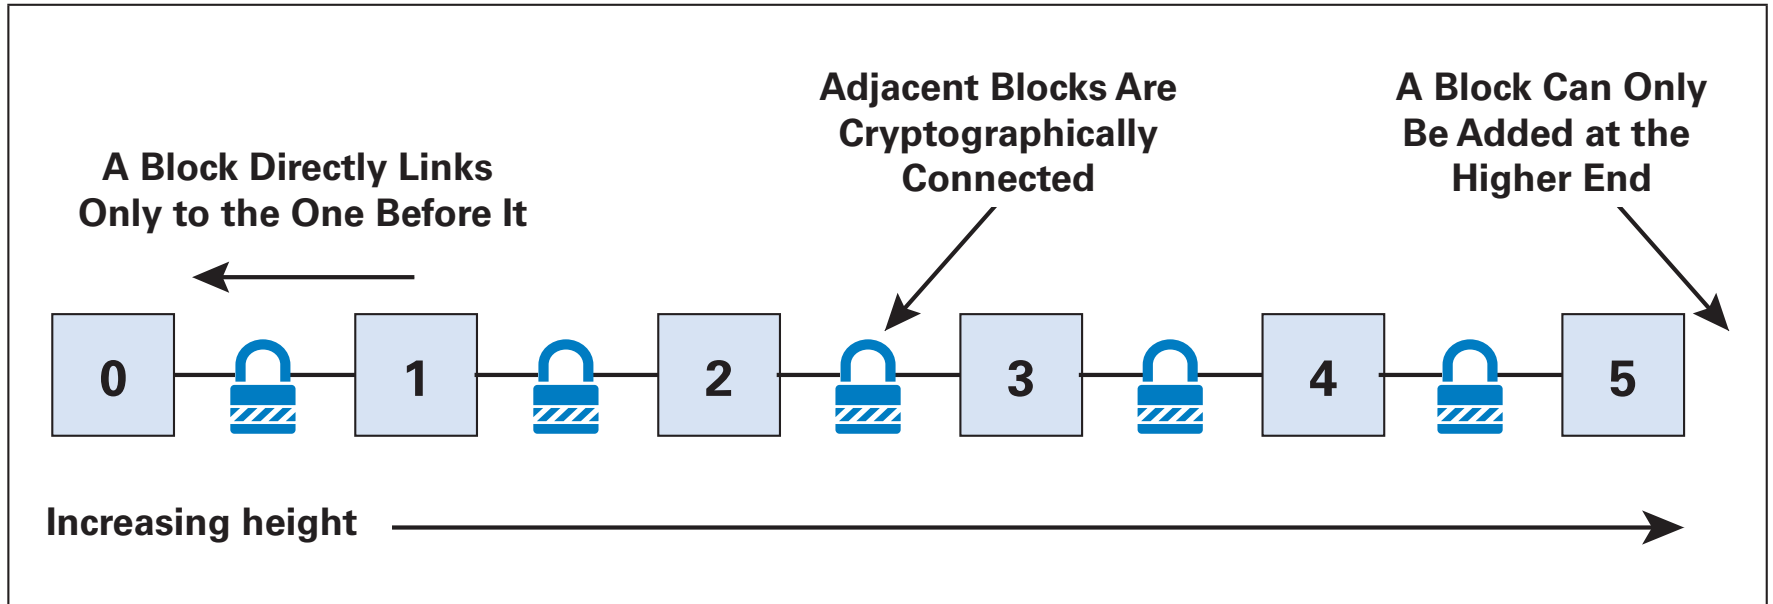 A Block Directly Links
Only to the One Before It
Adjacent Blocks Are
Cryptographically
Connected
A Block Can Only
Be Added at the
Higher End
0 1 2 3 4 5
Increasing height